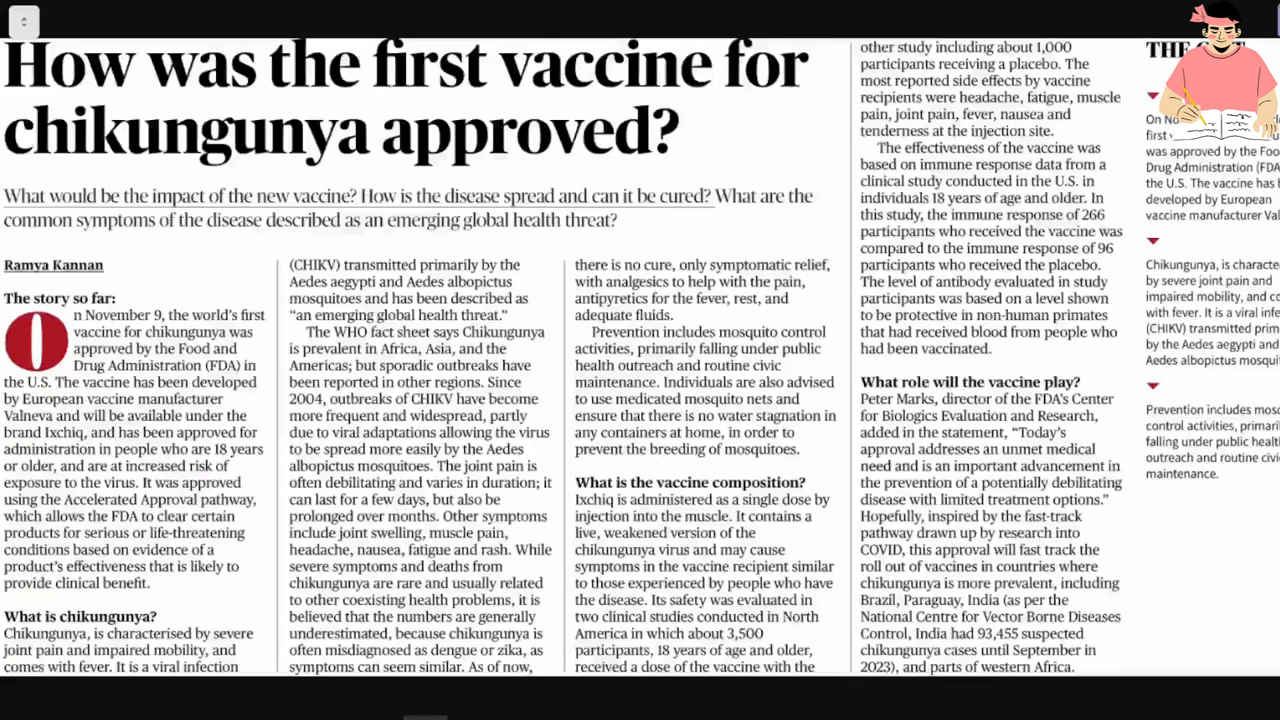 How was the first vaccine for
chikungunya approved?
What would be the impact of the new vaccine? How is the disease spread and can it be cured? What are the
common symptoms of the disease described as an emerging global health threat?
Ramya Kannan
The story so far:
On November 9, the world's first
vaccine for chikungunya was
approved by the Food and
Drug Administration (FDA) in
the U.S. The vaccine has been developed
by European vaccine manufacturer
Valneva and will be available under the
brand Ixchiq, and has been approved for
administration in people who are 18 years
or older, and are at increased risk of
exposure to the virus. It was approved
using the Accelerated Approval pathway,
which allows the FDA to clear certain
products for serious or life-threatening
conditions based on evidence of a
product's effectiveness that is likely to
provide clinical benefit.
What is chikungunya?
Chikungunya, is characterised by severe
joint pain and impaired mobility, and
comes with fever. It is a viral infection
(CHIKV) transmitted primarily by the
Aedes aegypti and Aedes albopictus
mosquitoes and has been described as
“an emerging global health threat.”
The WHO fact sheet says Chikungunya
is prevalent in Africa, Asia, and the
Americas; but sporadic outbreaks have
been reported in other regions. Since
2004, outbreaks of CHIKV have become
more frequent and widespread, partly
due to viral adaptations allowing the virus
to be spread more easily by the Aedes
albopictus mosquitoes. The joint pain is
often debilitating and varies in duration; it
can last for a few days, but also be
prolonged over months. Other symptoms
include joint swelling, muscle pain,
headache, nausea, fatigue and rash. While
severe symptoms and deaths from
chikungunya are rare and usually related
to other coexisting health problems, it is
believed that the numbers are generally
underestimated, because chikungunya is
often misdiagnosed as dengue or zika, as
symptoms can seem similar. As of now,
there is no cure, only symptomatic relief,
with analgesics to help with the pain,
antipyretics for the fever, rest, and
adequate fluids.
Prevention includes mosquito control
activities, primarily falling under public
health outreach and routine civic
maintenance. Individuals are also advised
to use medicated mosquito nets and
ensure that there is no water stagnation in
any containers at home, in order to
prevent the breeding of mosquitoes.
What is the vaccine composition?
Ixchiq is administered as a single dose by
injection into the muscle. It contains a
live, weakened version of the
chikungunya virus and may cause
symptoms in the vaccine recipient similar
to those experienced by people who have
the disease. Its safety was evaluated in
two clinical studies conducted in North
America in which about 3,500
participants, 18 years of age and older,
received a dose of the vaccine with the
other study including about 1,000
participants receiving a placebo. The
most reported side effects by vaccine
recipients were headache, fatigue, muscle
pain, joint pain, fever, nausea and
tenderness at the injection site.
The effectiveness of the vaccine was
based on immune response data from a
clinical study conducted in the U.S. in
individuals 18 years of age and older. In
this study, the immune response of 266
participants who received the vaccine was
compared to the immune response of 96
participants who received the placebo.
The level of antibody evaluated in study
participants was based on a level shown
to be protective in non-human primates
that had received blood from people who
had been vaccinated.
What role will the vaccine play?
Peter Marks, director of the FDA's Center
for Biologics Evaluation and Research,
added in the statement, “Today's
approval addresses an unmet medical
need and is an important advancement in
the prevention of a potentially debilitating
disease with limited treatment options.”
Hopefully, inspired by the fast-track
pathway drawn up by research into
COVID, this approval will fast track the
roll out of vaccines in countries where
chikungunya is more prevalent, including
Brazil, Paraguay, India (as per the
National Centre for Vector Borne Diseases
Control, India had 93,455 suspected
chikungunya cases until September in
2023), and parts of western Africa.
THE
On
first
was approved by the
Drug Administration (FDA
the U.S. The vaccine has
developed by European
vaccine manufacturer
Chikungunya, is
by severe joint pain and
impaired mobility, and
with fever. It is a viral
(CHIKV) transmitted
by the Aedes aegypti and
Aedes albopictus
Prevention includes
control activities,
falling under public
outreach and routine
maintenance.